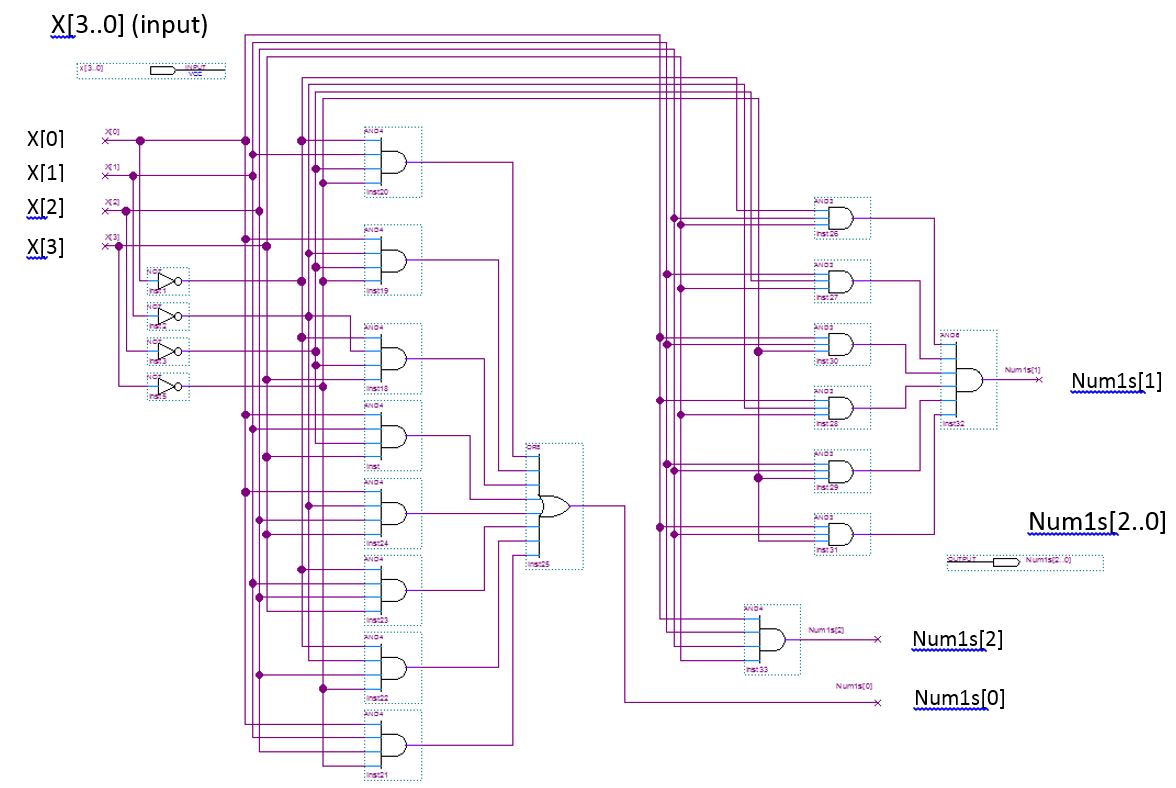 X[3..0] (input)
X[3..0]
INPUT
VCC
X[0]
X[0]
X[1]
X[1]
X[2]
X[2]
X[3]
X[3]
NOT
inst1
NOT
inst2
NOT
inst3
NOT
inst5
AND4
inst20
AND4
inst19
AND4
inst18
AND4
inst
AND4
inst24
AND4
inst23
AND4
inst22
AND4
inst21
OR8
inst25
AND3
inst26
AND3
inst27
AND3
inst30
AND3
inst28
AND3
inst29
AND3
inst31
AND6
inst32
Num1s[1]
Num1s[1]
Num1s[2..0]
OUTPUT
Num1s[2..0]
AND4
inst33
Num1s[2]
Num1s[2]
Num1s[0]
Num1s[0]